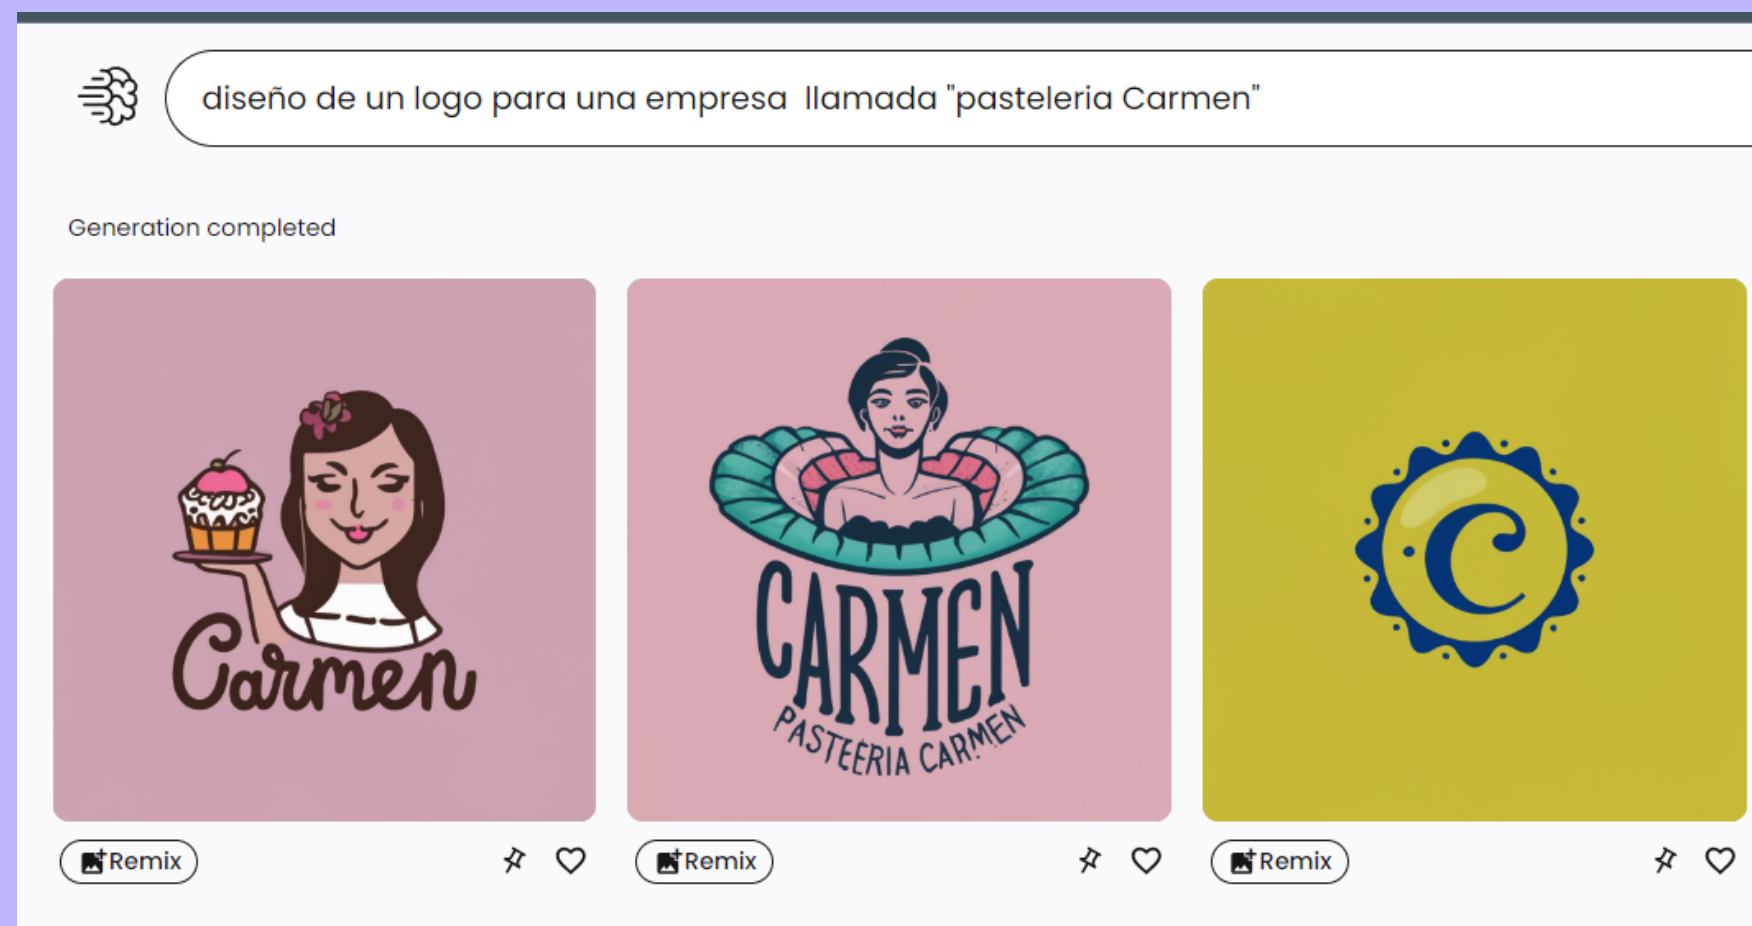 diseño de un logo para una empresa  llamada "pasteleria Carmen"
Generation completed
Carmen
CARMEN
PASTEERIA CARMEN
C
Remix
Remix
Remix